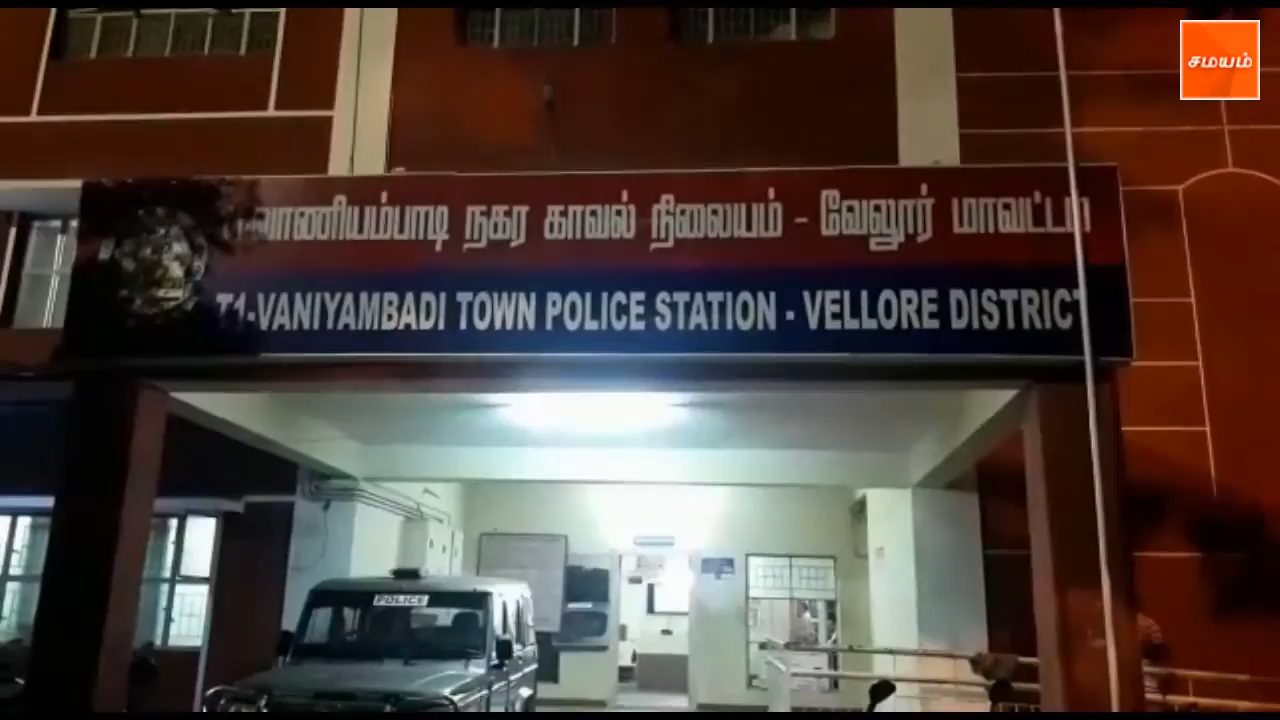 சமயம்
வாணியம்பாடி நகர காவல் நிலையம் - வேலூர் மாவட்டம்
T1-VANIYAMBADI TOWN POLICE STATION - VELLORE DISTRICT
POLICE